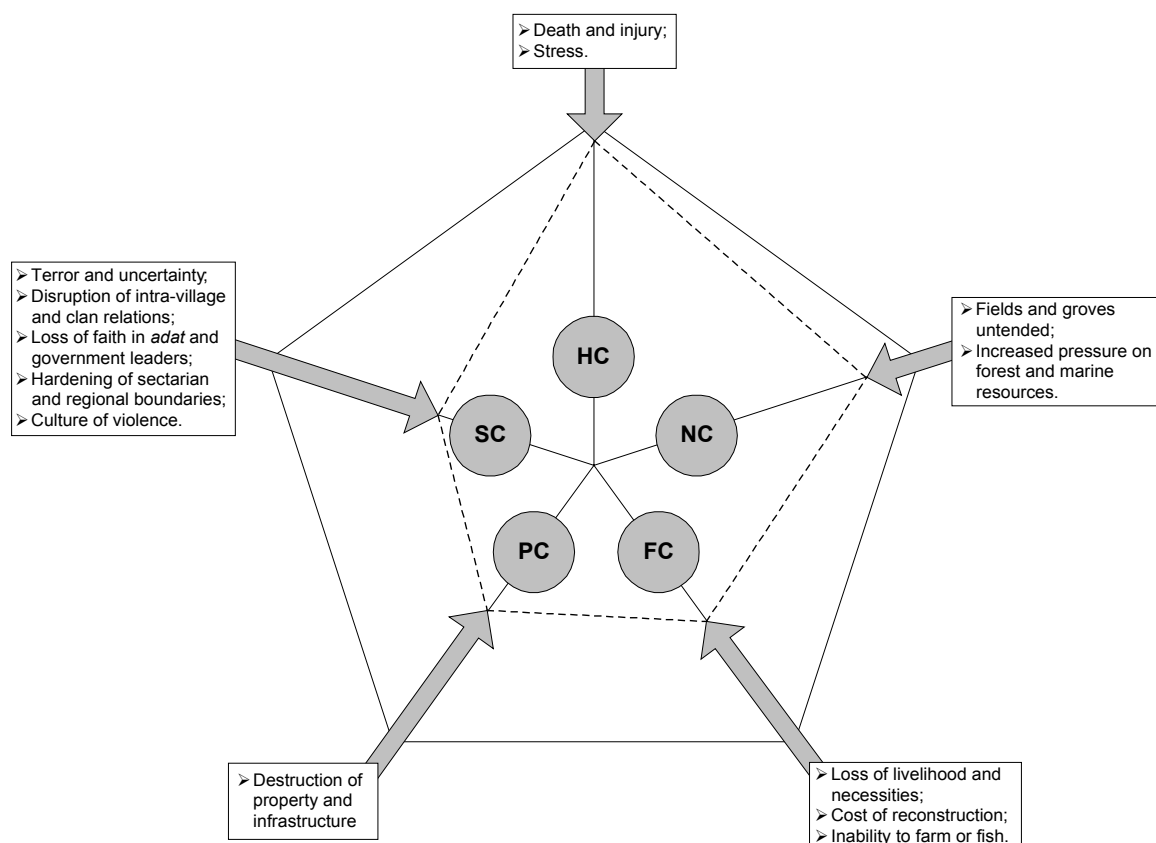 ➢ Death and injury;
➢ Stress.
➢ Terror and uncertainty;
➢ Disruption of intra-village
and clan relations;
➢ Loss of faith in adat and
government leaders;
➢ Hardening of sectarian
and regional boundaries;
➢ Culture of violence.
➢ Fields and groves
untended;
➢ Increased pressure on
forest and marine
resources.
HC
SC
NC
PC
FC
➢ Destruction of
property and
infrastructure
➢ Loss of livelihood and
necessities;
➢ Cost of reconstruction;
➢ Inability to farm or fish.